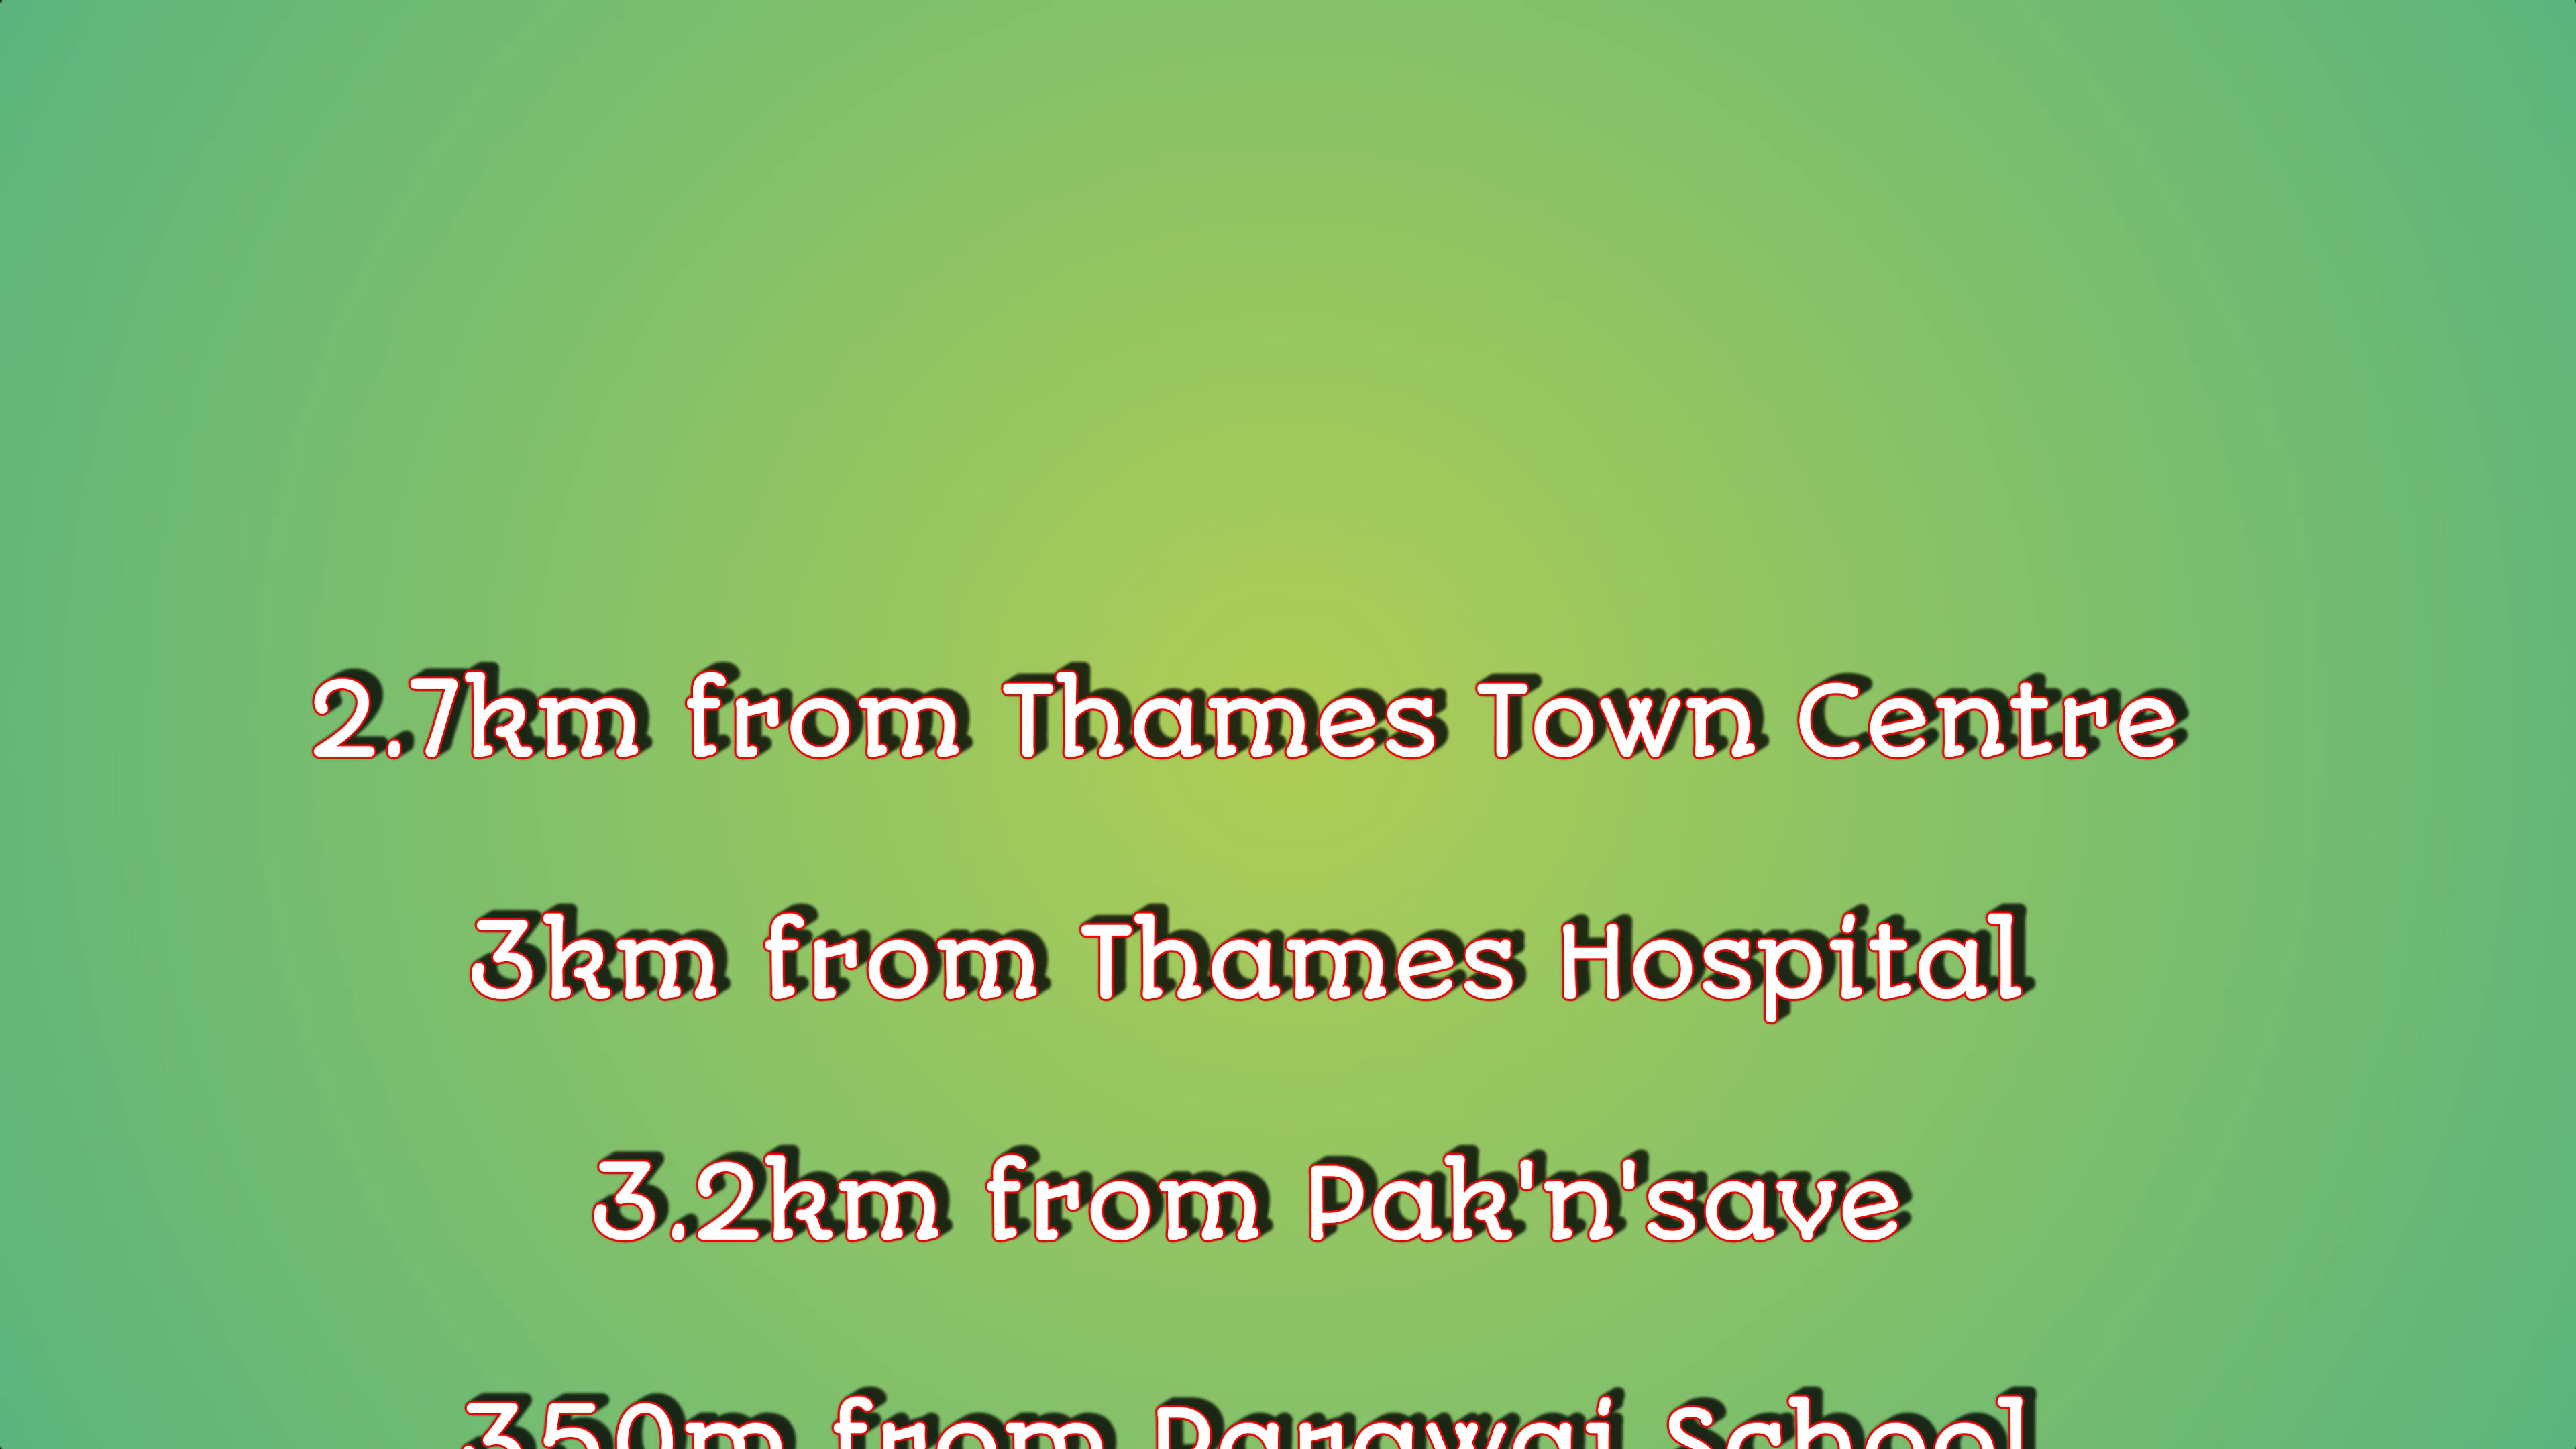 2.7km from Thames Town Centre
3km from Thames Hospital
3.2km from Pak'n'save
350m from Parawai School